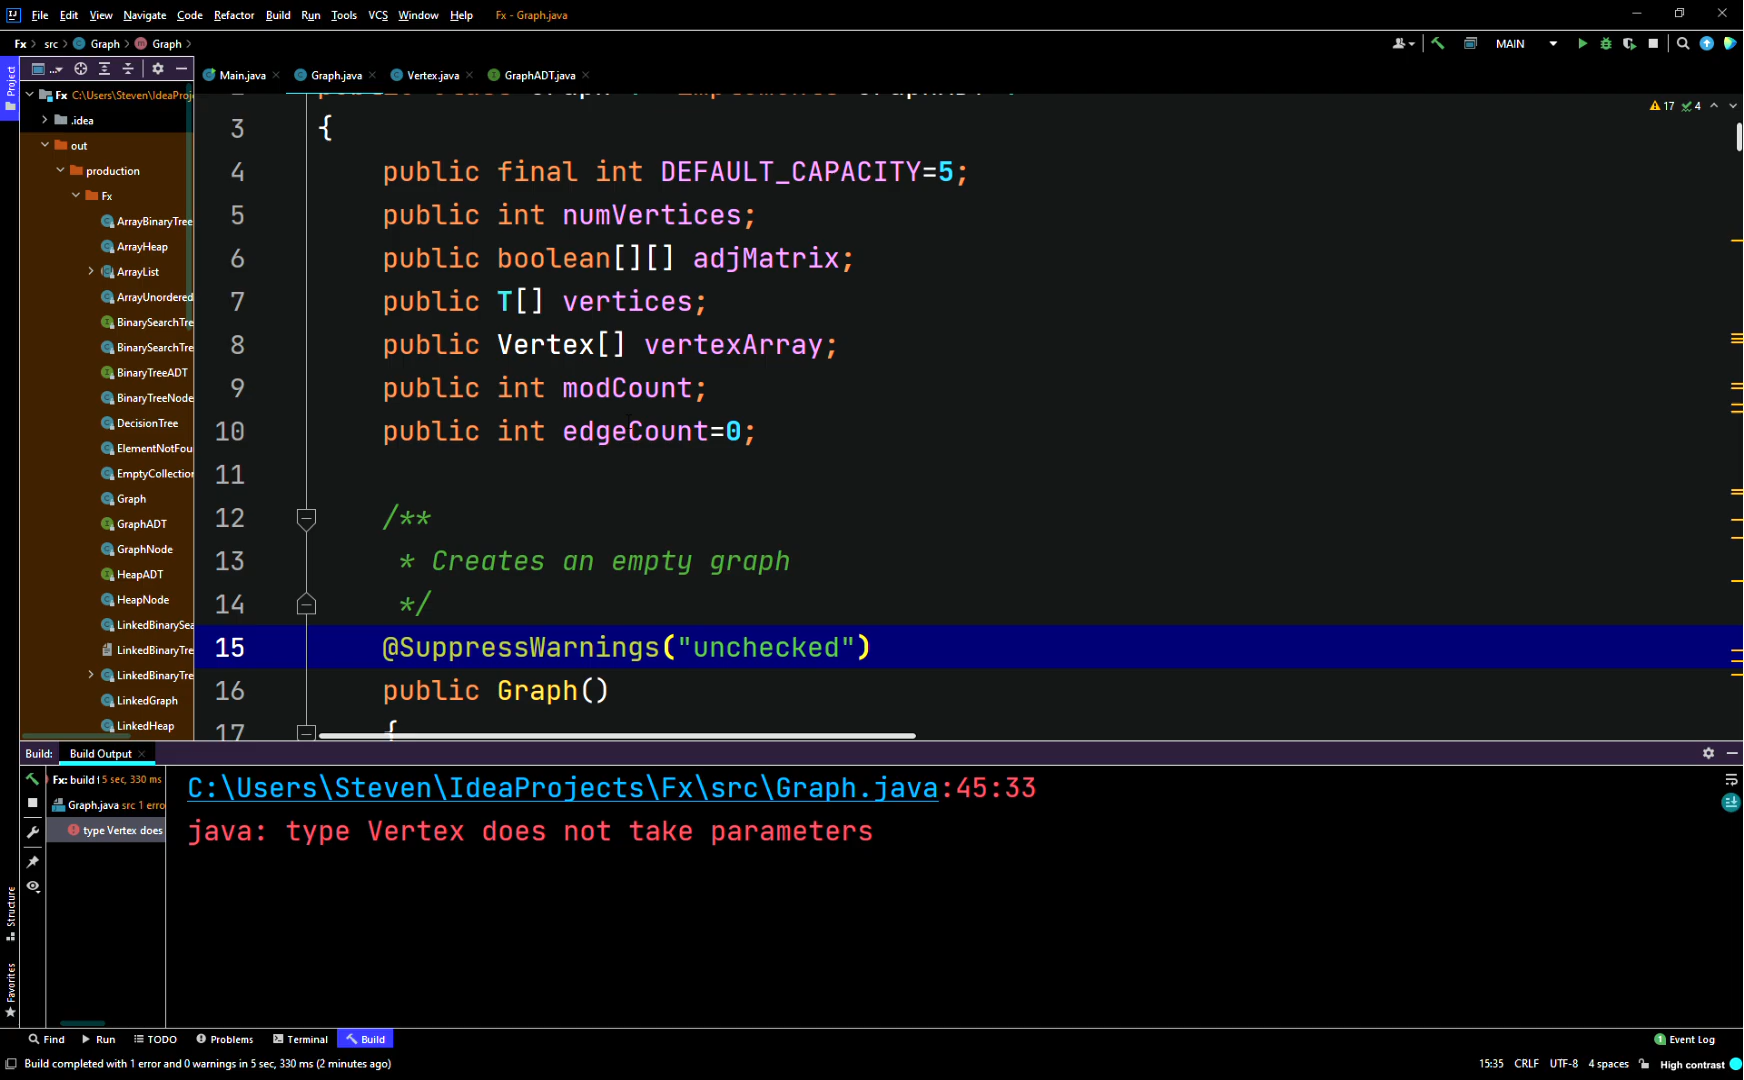 File Edit View Navigate Code Refactor Build Run Tools VCS Window Help Fx - Graph.java
Fx src Graph Graph MAIN
Project
...
Main.java Graph.java Vertex.java GraphADT.java
Fx C:\Users\Steven\IdeaProj
.idea
out
production
Fx
ArrayBinaryTree
ArrayHeap
ArrayList
ArrayUnordered
BinarySearchTre
BinarySearchTre
BinaryTreeADT
BinaryTreeNode
DecisionTree
ElementNotFou
EmptyCollection
Graph
GraphADT
GraphNode
HeapADT
HeapNode
LinkedBinarySea
LinkedBinaryTre
LinkedBinaryTre
LinkedGraph
LinkedHeap
17 4
3 {
4 public final int DEFAULT_CAPACITY=5;
5 public int numVertices;
6 public boolean[][] adjMatrix;
7 public T[] vertices;
8 public Vertex[] vertexArray;
9 public int modCount;
10 public int edgeCount=0;
11
12 /**
13 * Creates an empty graph
14 */
15 @SuppressWarnings("unchecked")
16 public Graph()
17 {
Build: Build Output
Fx: build 5 sec, 330 ms
Graph.java src 1 erro
type Vertex does
C:\Users\Steven\IdeaProjects\Fx\src\Graph.java:45:33
java: type Vertex does not take parameters
Structure
Favorites
Find Run TODO Problems Terminal Build 1 Event Log
Build completed with 1 error and 0 warnings in 5 sec, 330 ms (2 minutes ago) 15:35 CRLF UTF-8 4 spaces High contrast